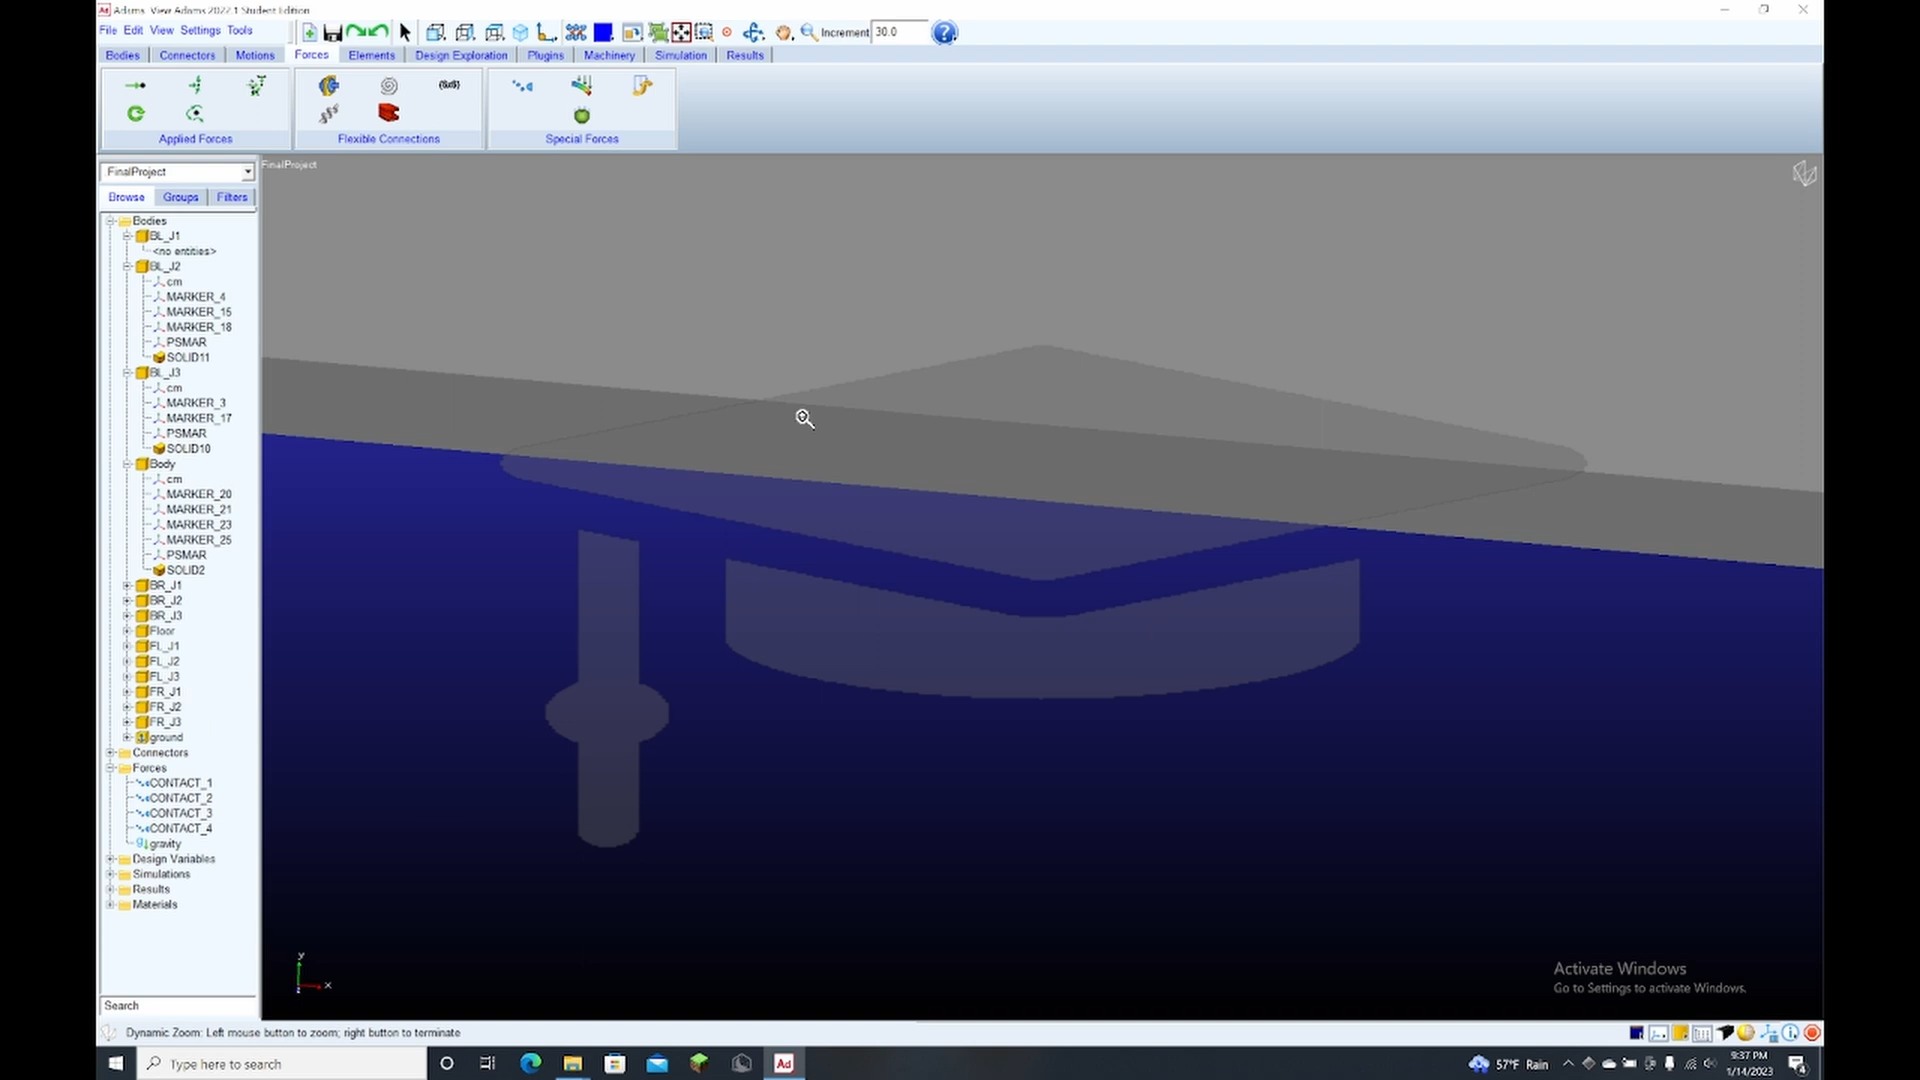 Adams View Adams 2022.1 Student Edition
File Edit View Settings Tools
Increment 30.0
Bodies Connectors Motions Forces Elements Design Exploration Plugins Machinery Simulation Results
Applied Forces Flexible Connections Special Forces
FinalProject
FinalProject
Browse Groups Filters
Bodies
BL_J1
<no entities>
BL_J2
cm
MARKER_4
MARKER_15
MARKER_18
PSMAR
SOLID11
BL_J3
cm
MARKER_3
MARKER_17
PSMAR
SOLID10
Body
cm
MARKER_20
MARKER_21
MARKER_23
MARKER_25
PSMAR
SOLID2
BR_J1
BR_J2
BR_J3
Floor
FL_J1
FL_J2
FL_J3
FR_J1
FR_J2
FR_J3
ground
Connectors
Forces
CONTACT_1
CONTACT_2
CONTACT_3
CONTACT_4
gravity
Design Variables
Simulations
Results
Materials
y
x
Activate Windows
Go to Settings to activate Windows.
Search
Dynamic Zoom: Left mouse button to zoom; right button to terminate
Type here to search
Ad
57°F Rain
9:37 PM
1/14/2023